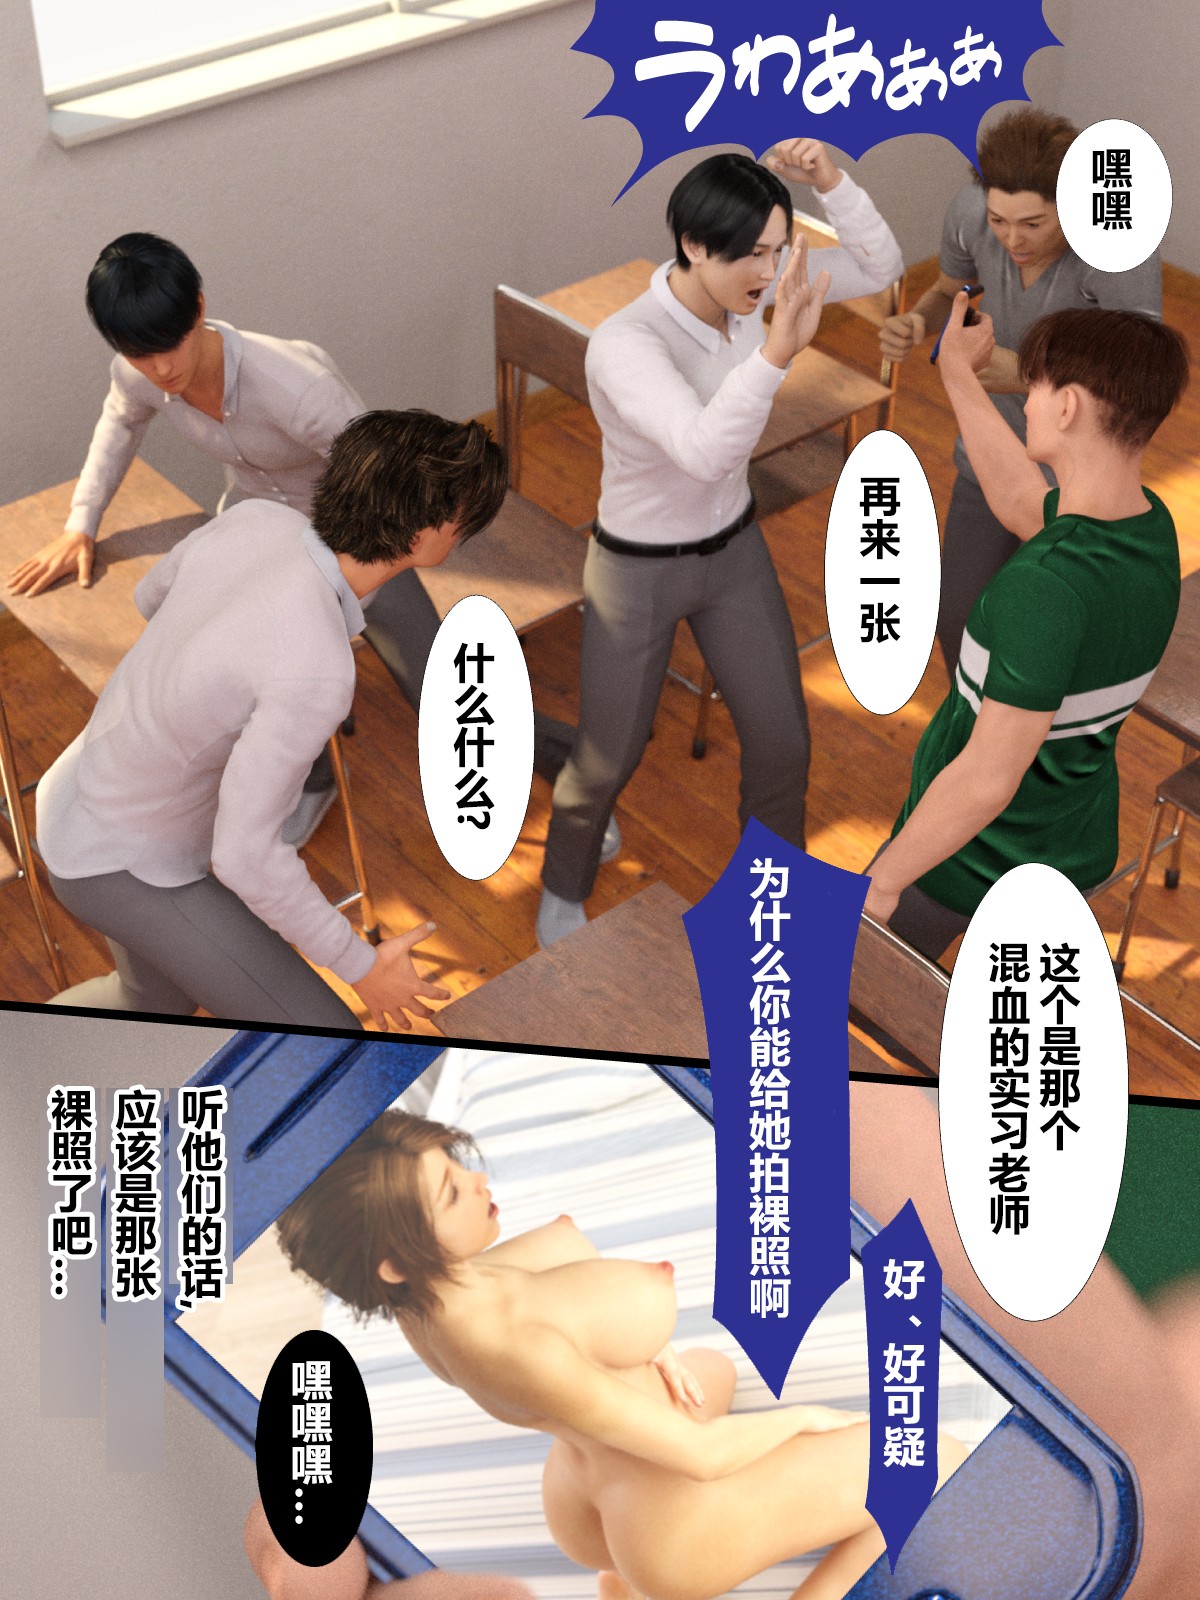 うわあぁぁ
嘿嘿
再来一张
什么什么?
这个是那个
混血的实习老师
为什么你能给她拍裸照啊
好、好可疑
听他们的话,
应该是那张
裸照了吧…
嘿嘿嘿…